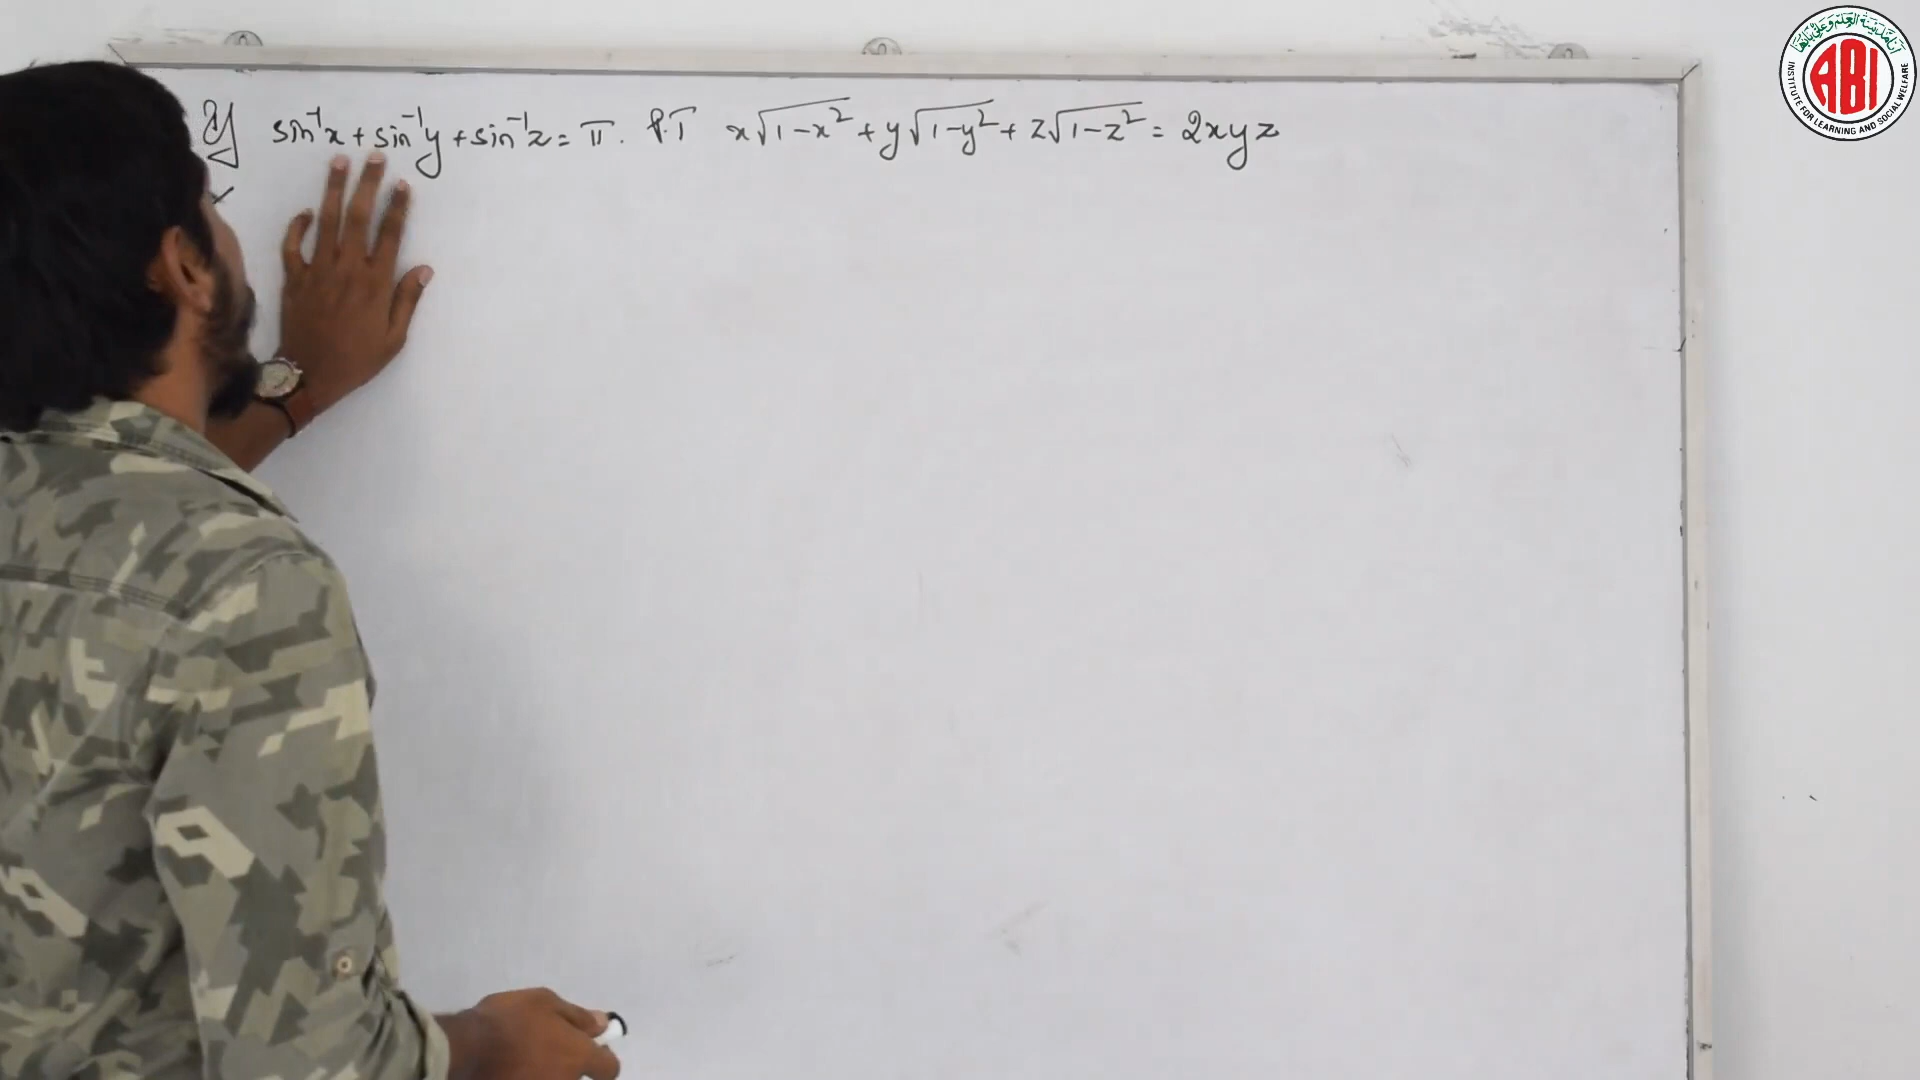 If sin⁻¹x + sin⁻¹y + sin⁻¹z = π. P.T x√(1-x²) + y√(1-y²) + z√(1-z²) = 2xyz
ABI
INSTITUTE FOR LEARNING AND SOCIAL WELFARE